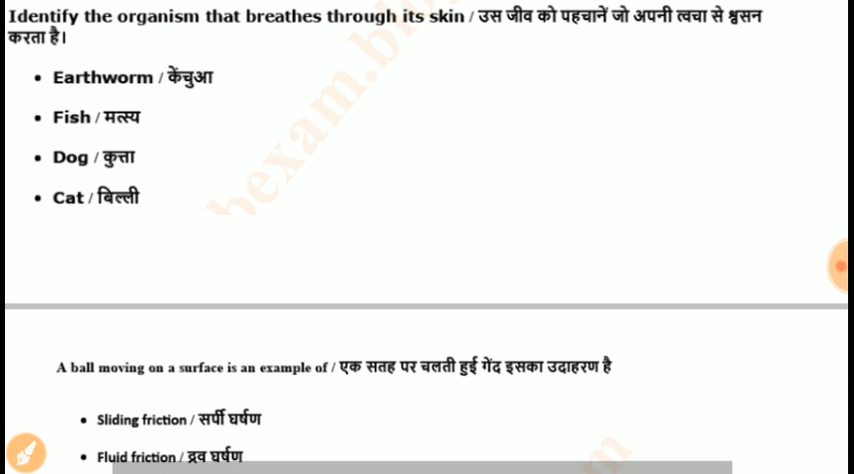 Identify the organism that breathes through its skin / उस जीव को पहचानें जो अपनी त्वचा से श्वसन
करता है।
• Earthworm / केंचुआ
• Fish / मत्स्य
• Dog / कुत्ता
• Cat / बिल्ली
bexam.blo
A ball moving on a surface is an example of / एक सतह पर चलती हुई गेंद इसका उदाहरण है
• Sliding friction / सर्पी घर्षण
• Fluid friction / द्रव घर्षण
m